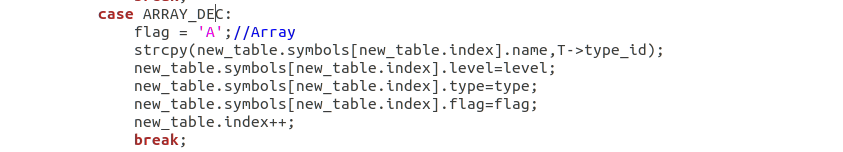 break;
case ARRAY_DEC:
flag = 'A';//Array
strcpy(new_table.symbols[new_table.index].name,T->type_id);
new_table.symbols[new_table.index].level=level;
new_table.symbols[new_table.index].type=type;
new_table.symbols[new_table.index].flag=flag;
new_table.index++;
break;